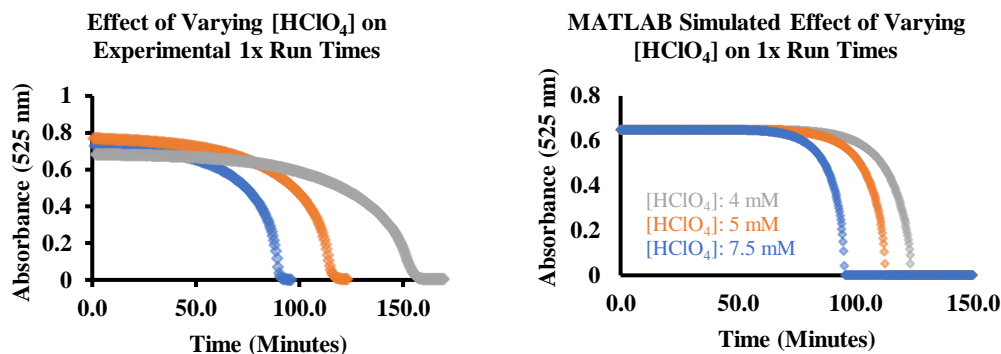 Effect of Varying [HClO₄] on
Experimental 1x Run Times
Absorbance (525 nm)
1
0.8
0.6
0.4
0.2
0
0.0 50.0 100.0 150.0
Time (Minutes)
MATLAB Simulated Effect of Varying
[HClO₄] on 1x Run Times
Absorbance (525 nm)
0.8
0.6
0.4
0.2
0
[HClO₄]: 4 mM
[HClO₄]: 5 mM
[HClO₄]: 7.5 mM
0.0 50.0 100.0 150.0
Time (Minutes)